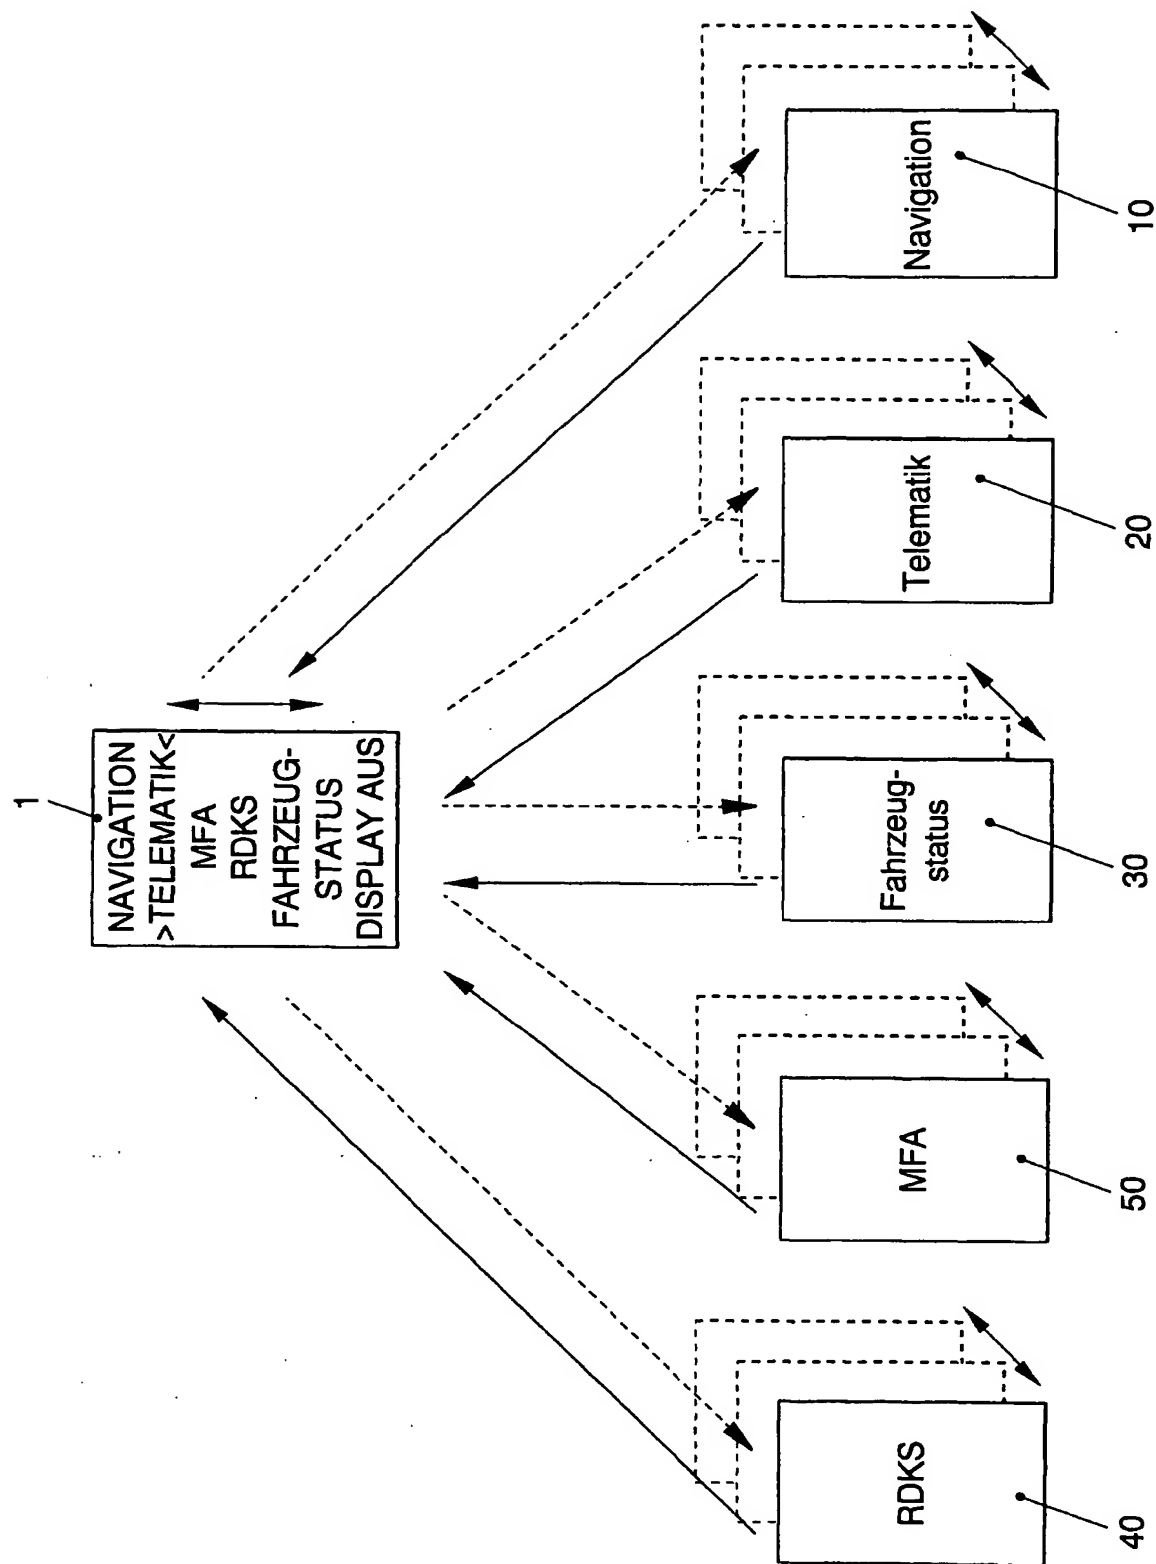 1
NAVIGATION
>TELEMATIK<
MFA
RDKS
FAHRZEUG-
STATUS
DISPLAY AUS
RDKS
40
MFA
50
Fahrzeug-
status
30
Telematik
20
Navigation
10